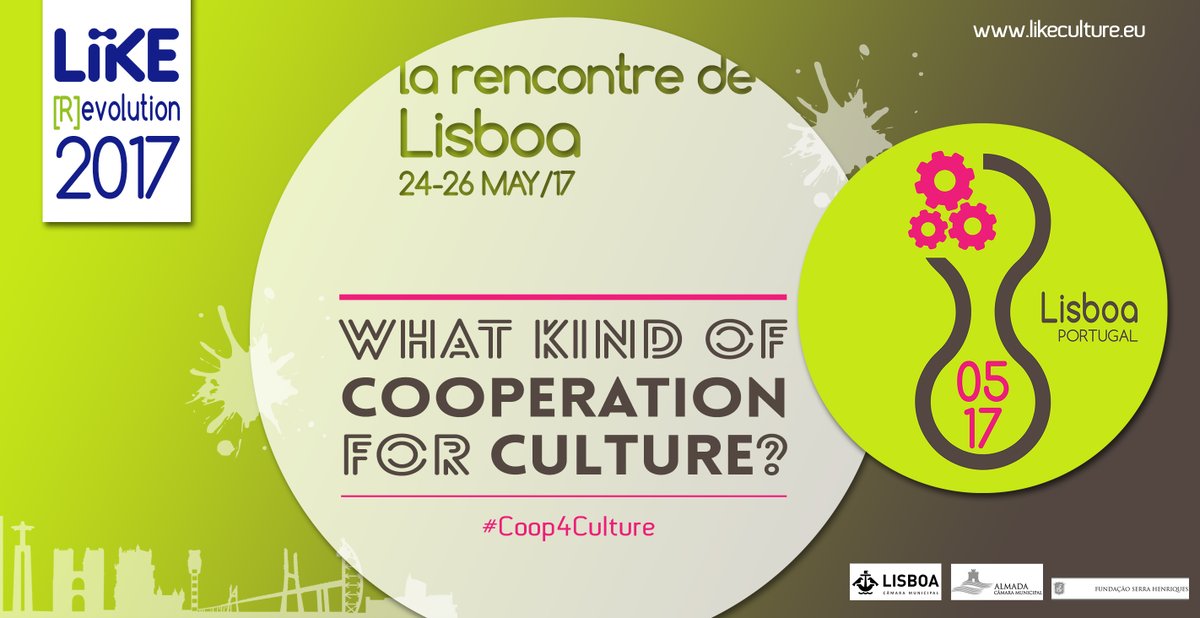 LiKE
[R]evolution
2017
www.likeculture.eu
la rencontre de
Lisboa
24-26 MAY/17
WHAT KIND OF
COOPERATION
FOR CULTURE?
#Coop4Culture
Lisboa
PORTUGAL
05
17
LISBOA
CÂMARA MUNICIPAL
ALMADA
CÂMARA MUNICIPAL
FUNDAÇÃO SERRA HENRIQUES